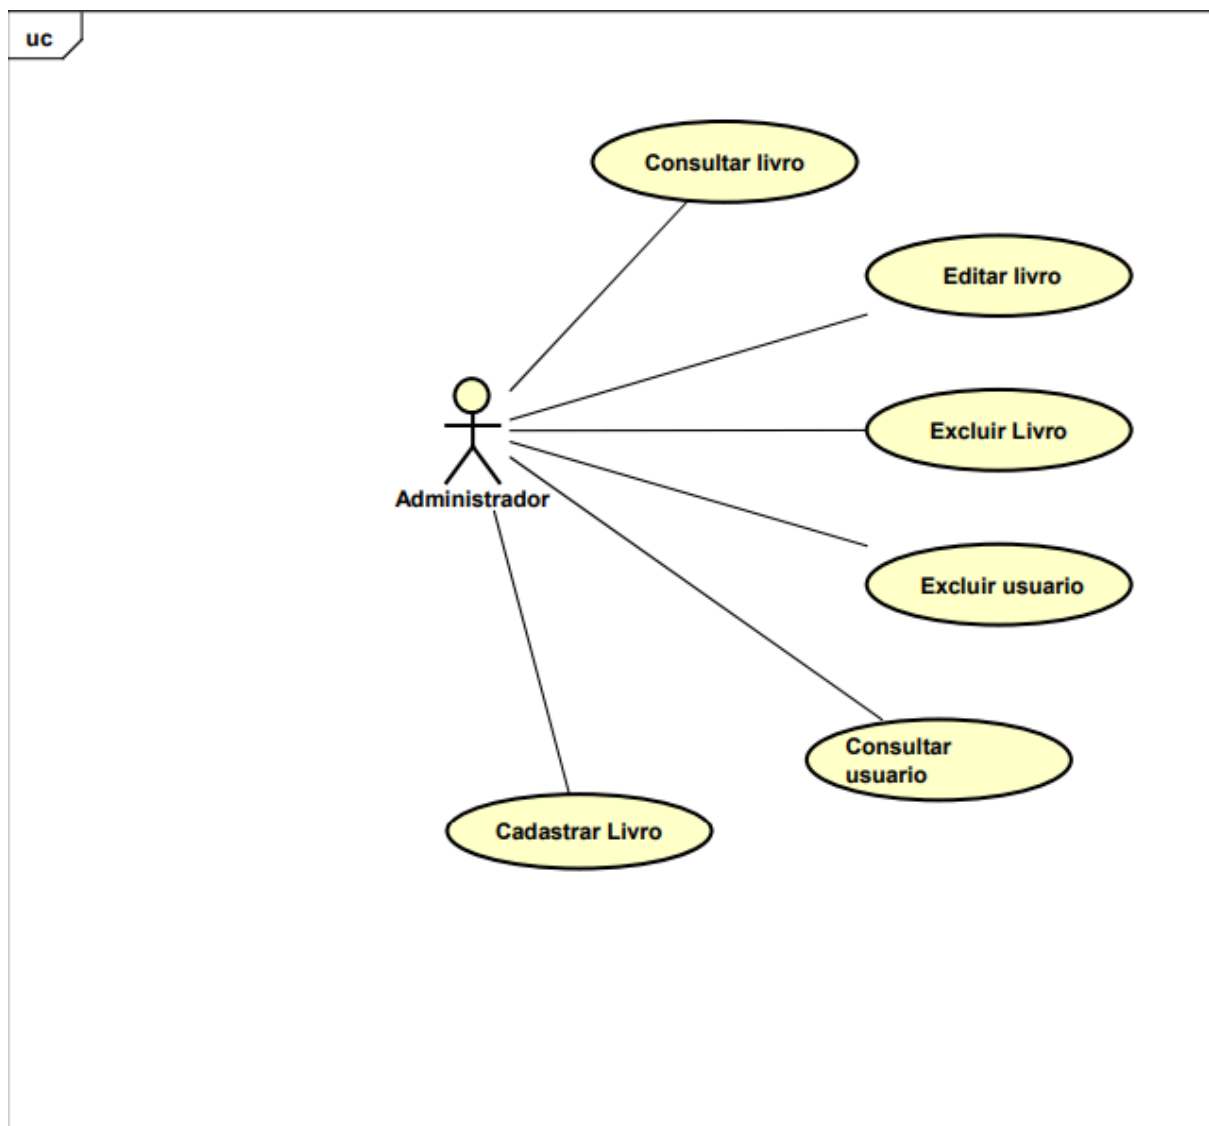 uc
Consultar livro
Editar livro
Excluir Livro
Administrador
Excluir usuario
Consultar
usuario
Cadastrar Livro